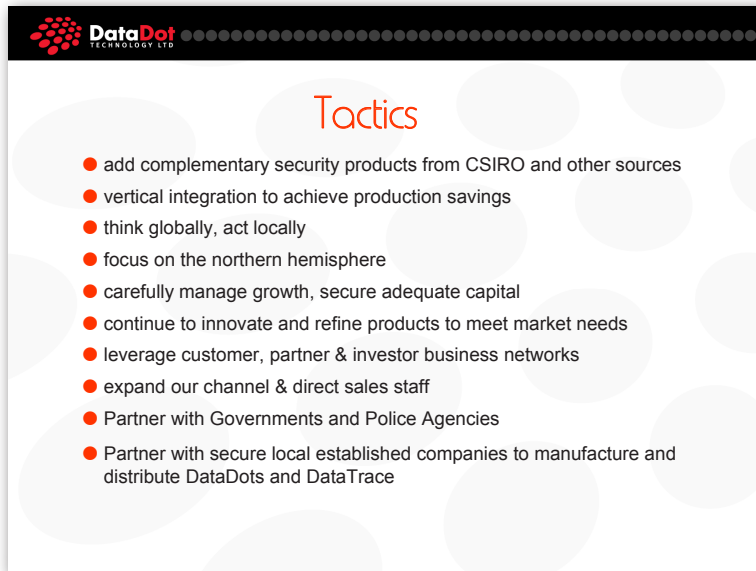 DataDot
TECHNOLOGY LTD
Tactics
add complementary security products from CSIRO and other sources
vertical integration to achieve production savings
think globally, act locally
focus on the northern hemisphere
carefully manage growth, secure adequate capital
continue to innovate and refine products to meet market needs
leverage customer, partner & investor business networks
expand our channel & direct sales staff
Partner with Governments and Police Agencies
Partner with secure local established companies to manufacture and
distribute DataDots and DataTrace